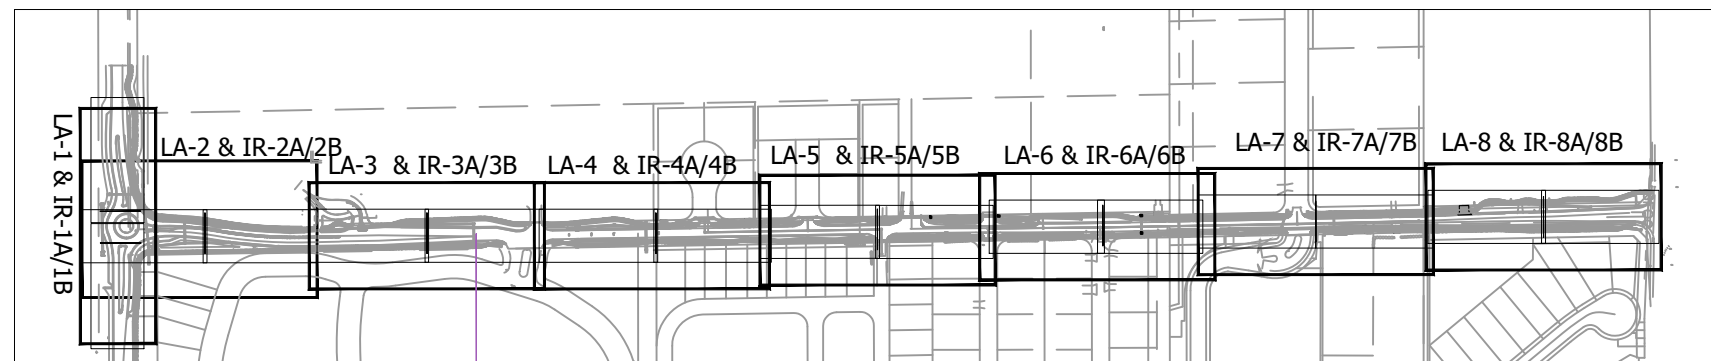 LA-1 & IR-1A/1B
LA-2 & IR-2A/2B
LA-3 & IR-3A/3B
LA-4 & IR-4A/4B
LA-5 & IR-5A/5B
LA-6 & IR-6A/6B
LA-7 & IR-7A/7B
LA-8 & IR-8A/8B